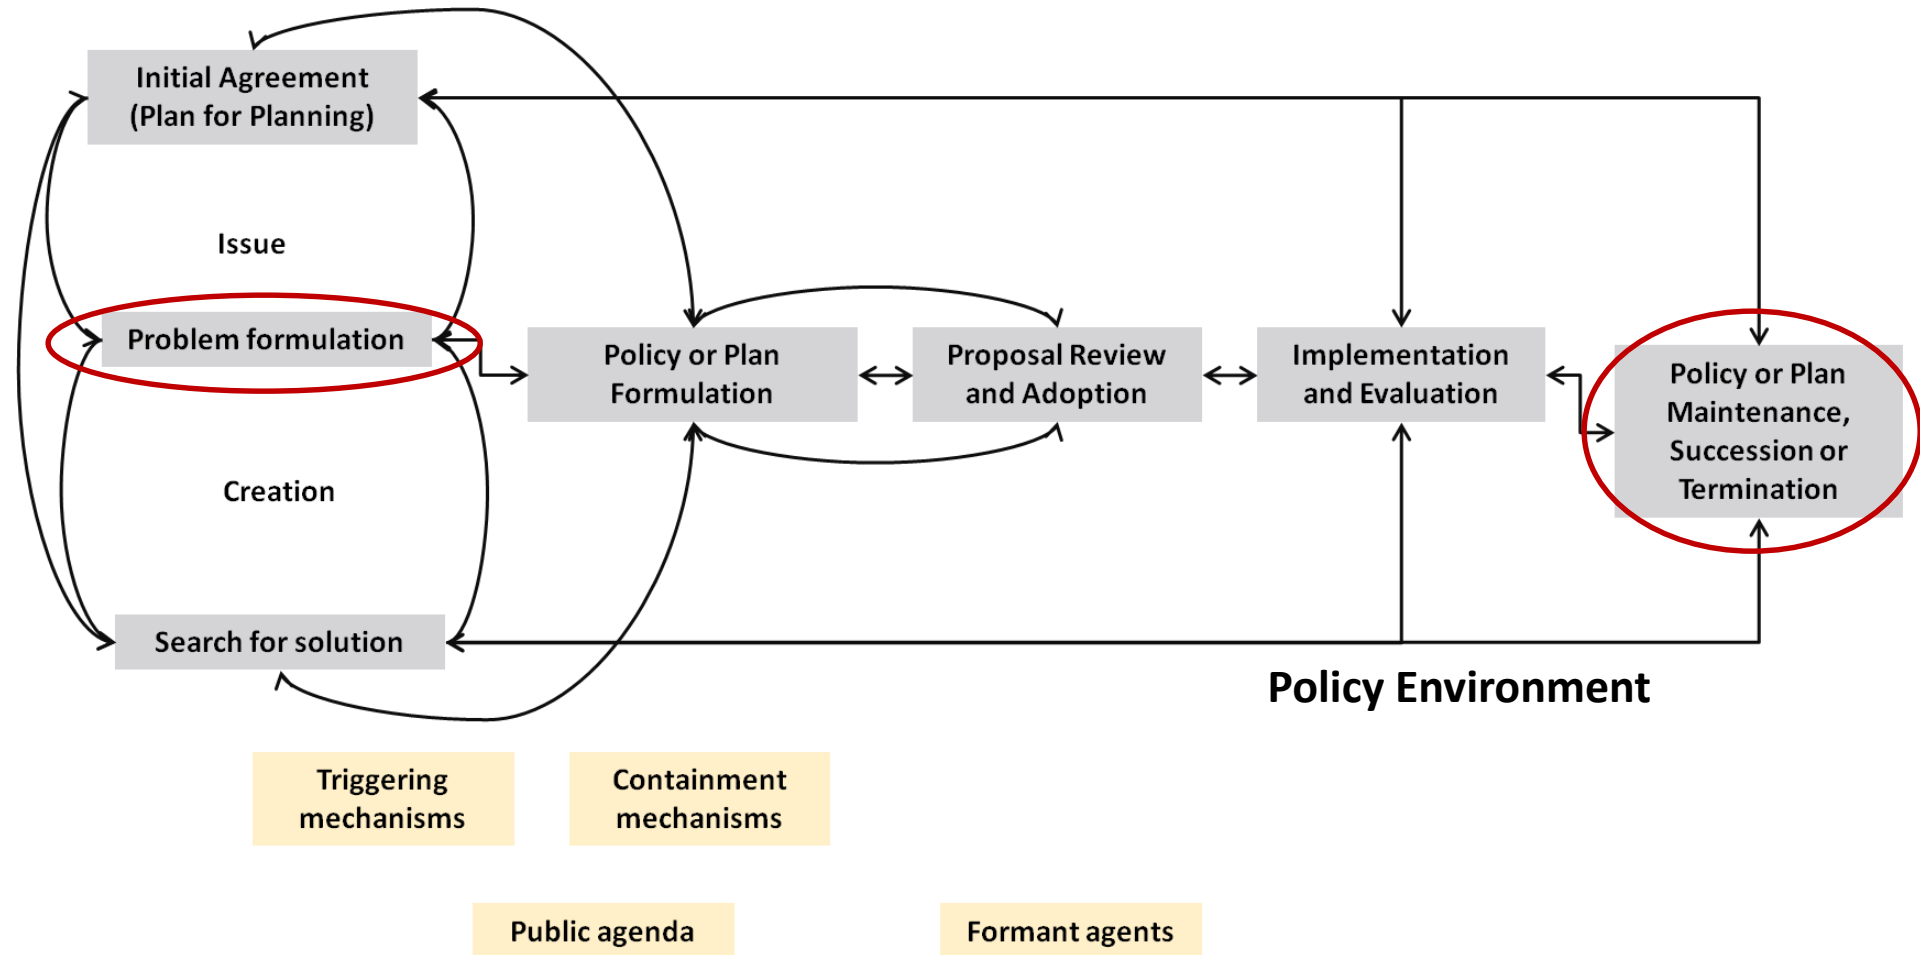 Initial Agreement
(Plan for Planning)
Issue
Problem formulation
Policy or Plan
Formulation
Proposal Review
and Adoption
Implementation
and Evaluation
Policy or Plan
Maintenance,
Succession or
Termination
Creation
Search for solution
Policy Environment
Triggering
mechanisms
Containment
mechanisms
Public agenda
Formant agents